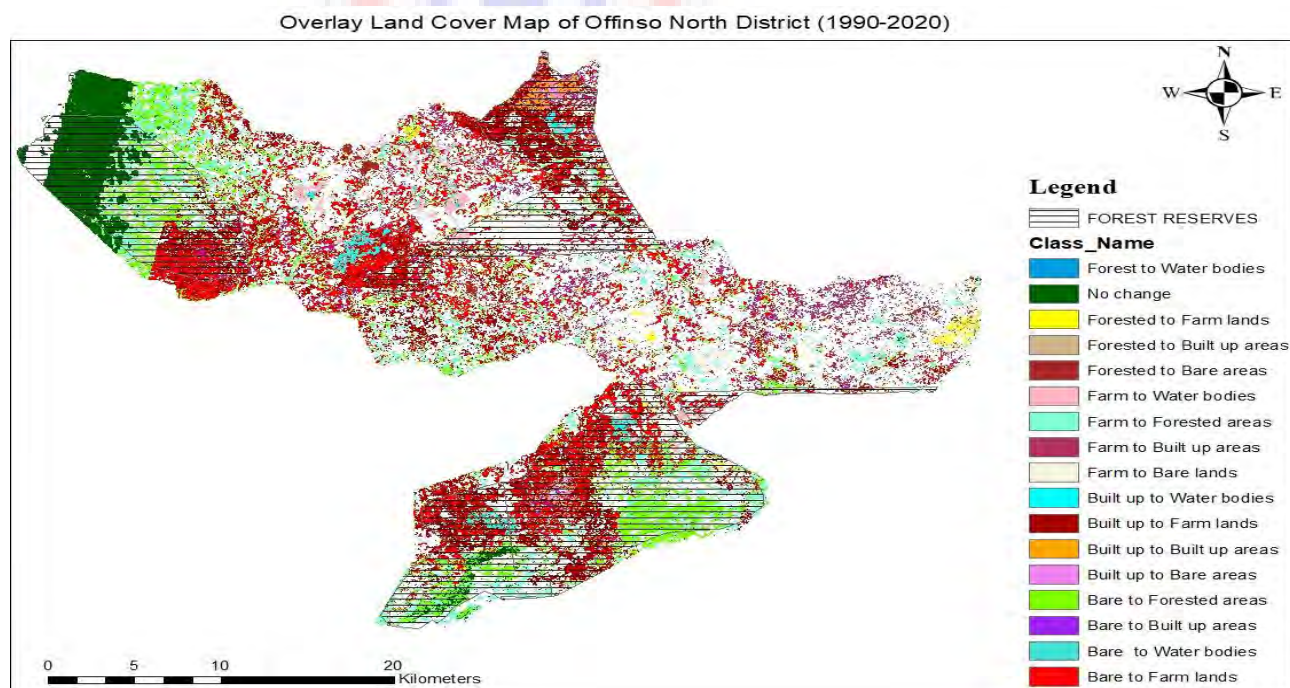 Overlay Land Cover Map of Offinso North District (1990-2020)
N
W E
S
Legend
FOREST RESERVES
Class_Name
Forest to Water bodies
No change
Forested to Farm lands
Forested to Built up areas
Forested to Bare areas
Farm to Water bodies
Farm to Forested areas
Farm to Built up areas
Farm to Bare lands
Built up to Water bodies
Built up to Farm lands
Built up to Built up areas
Built up to Bare areas
Bare to Forested areas
Bare to Built up areas
Bare to Water bodies
Bare to Farm lands
0 5 10 20
Kilometers